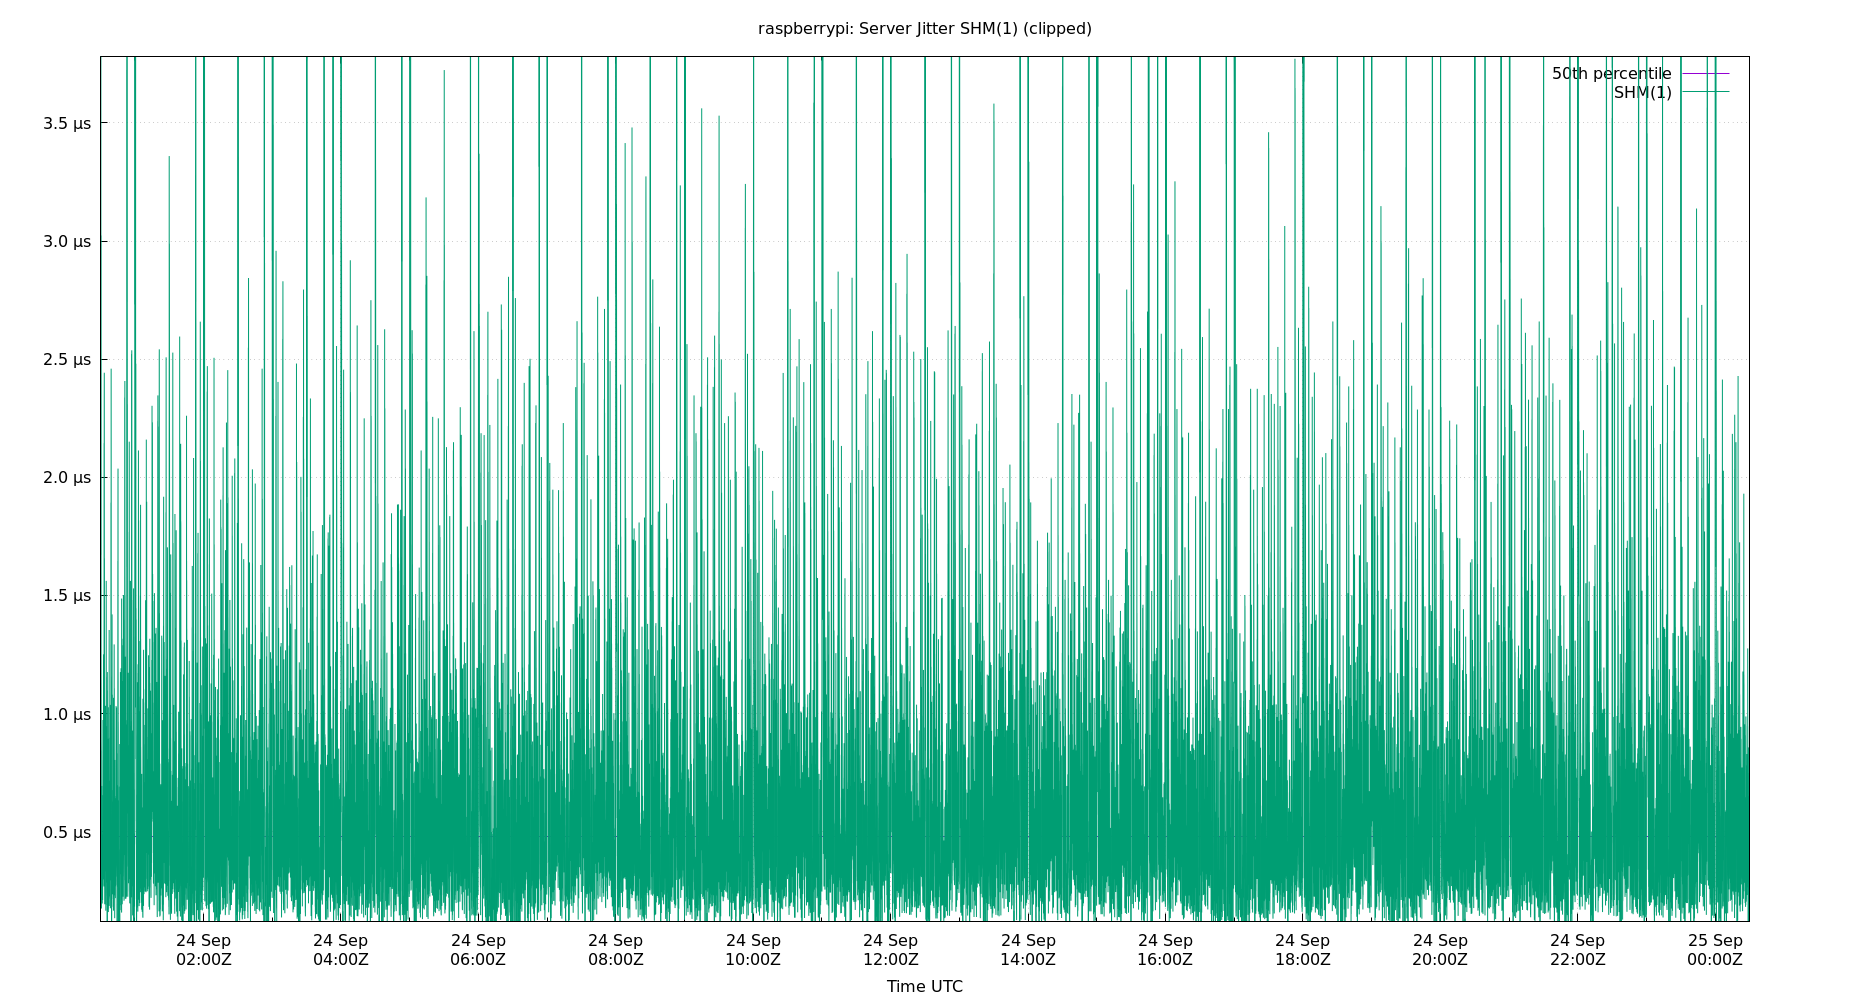 raspberrypi: Server Jitter SHM(1) (clipped)
50th percentile
SHM(1)
3.5 µs
3.0 µs
2.5 µs
2.0 µs
1.5 µs
1.0 µs
0.5 µs
24 Sep 24 Sep 24 Sep 24 Sep 24 Sep 24 Sep 24 Sep 24 Sep 24 Sep 24 Sep 24 Sep 25 Sep
02:00Z 04:00Z 06:00Z 08:00Z 10:00Z 12:00Z 14:00Z 16:00Z 18:00Z 20:00Z 22:00Z 00:00Z
Time UTC